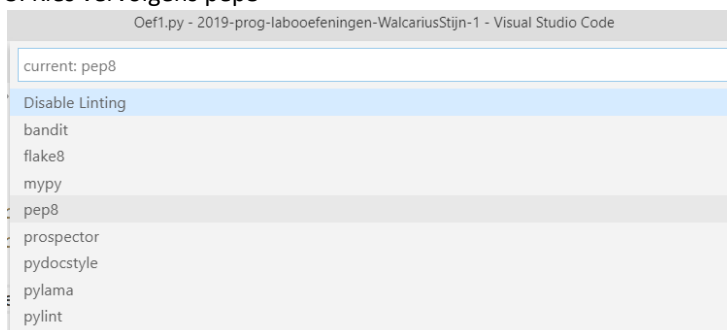 Oef1.py - 2019-prog-labooefeningen-WalcariusStijn-1 - Visual Studio Code
current: pep8
Disable Linting
bandit
flake8
mypy
pep8
prospector
pydocstyle
pylama
pylint